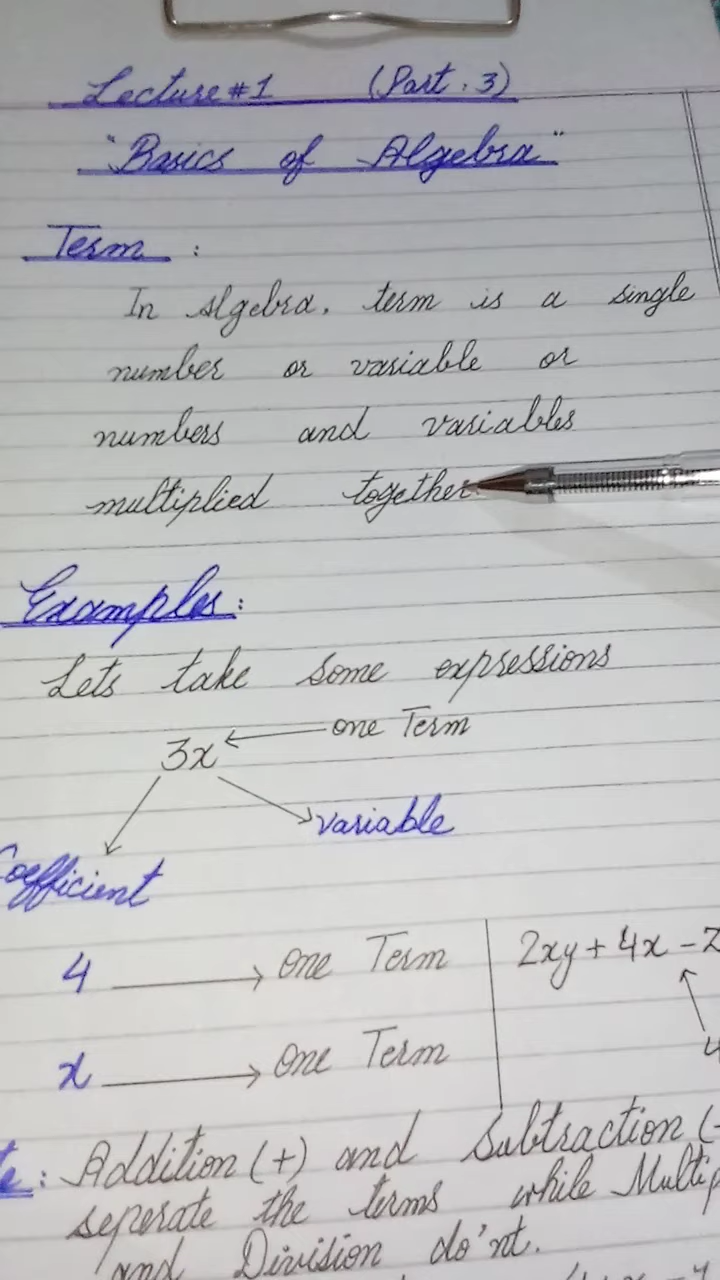 Lecture #1 (Part.3)
"Basics of Algebra"
Term :
In algebra, term is a single
number or variable or
numbers and variables
multiplied together.
Examples:
Lets take some expressions
3x ← one Term
variable
Coefficient
4 → one Term
2xy + 4x -
x → one Term
Addition (+) and Subtraction (-
seperate the terms while
and Division do'nt.